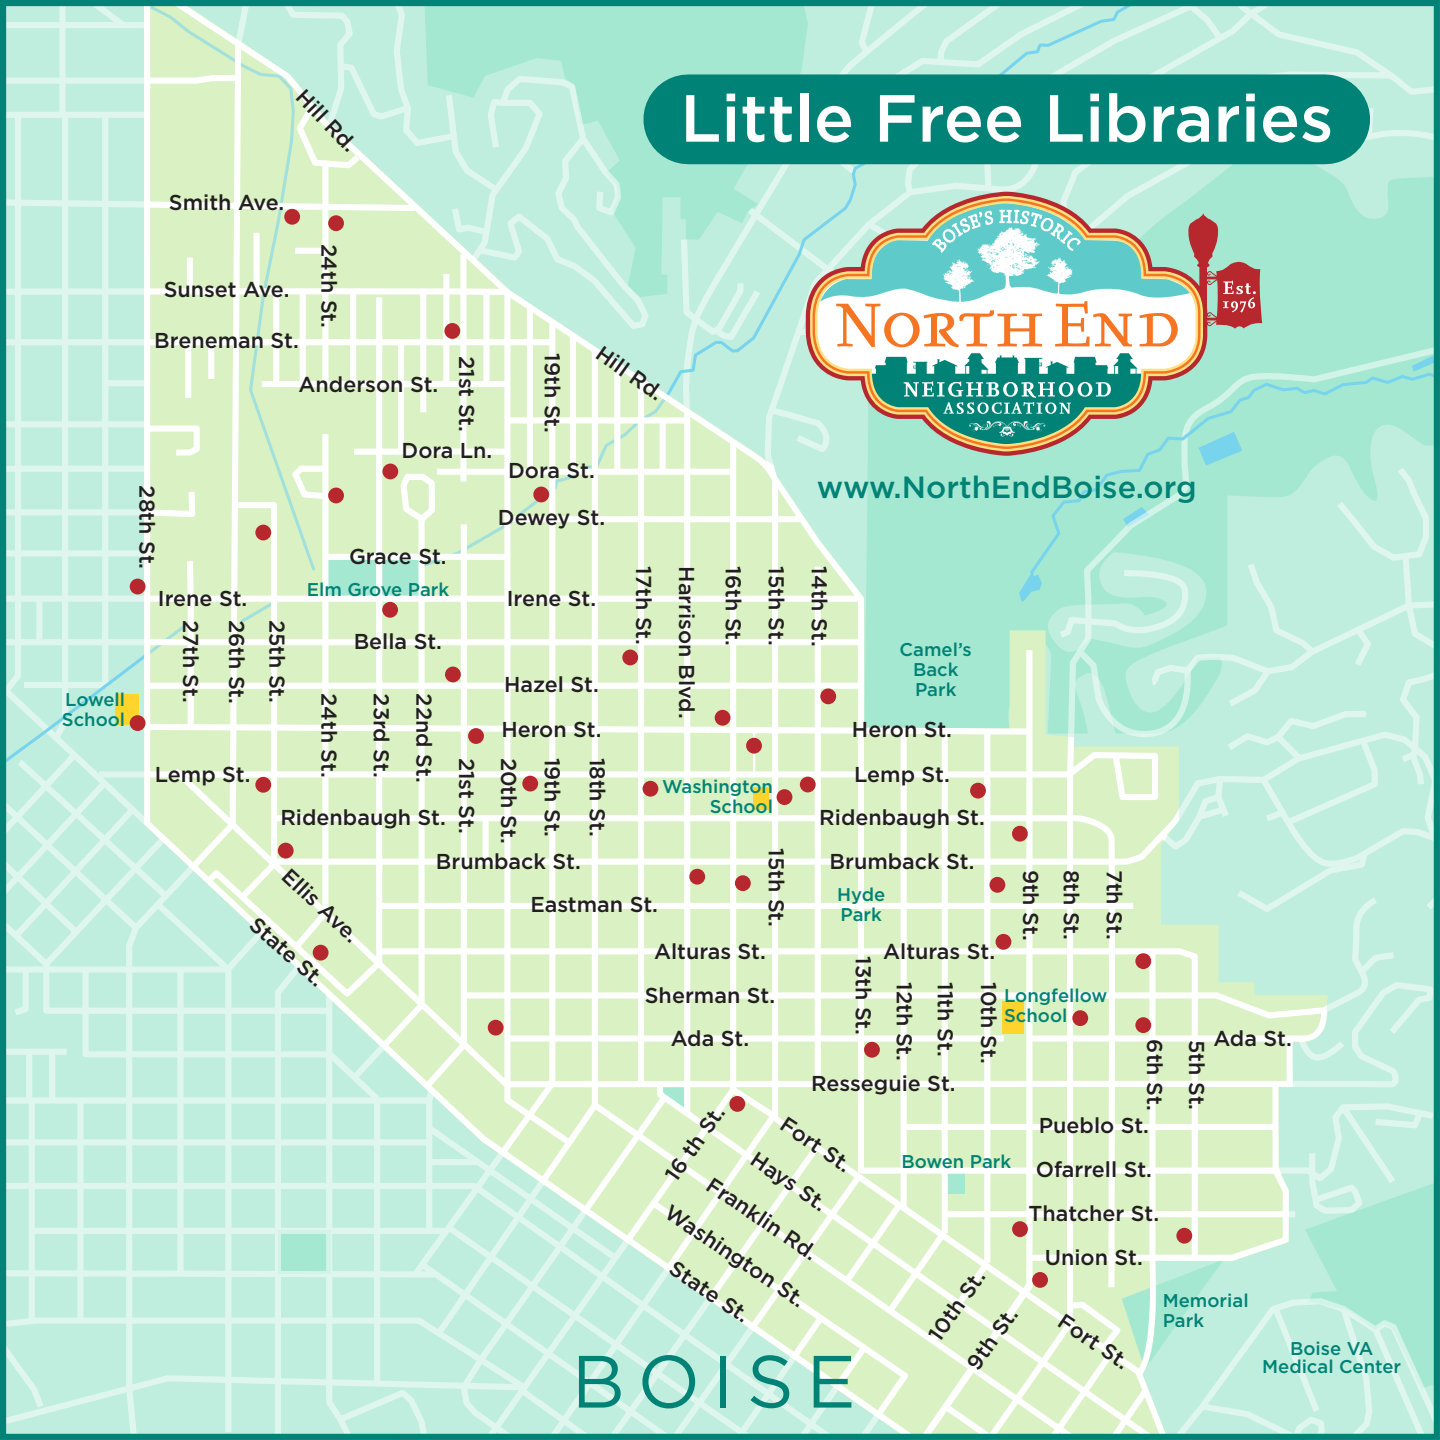 Little Free Libraries
BOISE'S HISTORIC
NORTH END
NEIGHBORHOOD
ASSOCIATION
Est.
1976
www.NorthEndBoise.org
Hill Rd.
Smith Ave.
24th St.
Sunset Ave.
Breneman St.
Anderson St.
21st St.
19th St.
Hill Rd.
Dora Ln.
Dora St.
Dewey St.
28th St.
Grace St.
Elm Grove Park
Irene St.
Irene St.
17th St.
Harrison Blvd.
16th St.
15th St.
14th St.
27th St.
26th St.
25th St.
Bella St.
Camel's
Back
Park
Hazel St.
Lowell
School
24th St.
23rd St.
22nd St.
Heron St.
Heron St.
Lemp St.
21st St.
20th St.
19th St.
18th St.
Washington
School
Lemp St.
Ridenbaugh St.
Ridenbaugh St.
Brumback St.
15th St.
Brumback St.
Ellis Ave.
Eastman St.
Hyde
Park
9th St.
8th St.
7th St.
State St.
Alturas St.
Alturas St.
13th St.
12th St.
11th St.
10th St.
Sherman St.
Longfellow
School
Ada St.
Ada St.
6th St.
5th St.
Resseguie St.
16 th St.
Fort St.
Pueblo St.
Hays St.
Bowen Park
Ofarrell St.
Franklin Rd.
Washington St.
Thatcher St.
State St.
Union St.
10th St.
9th St.
Fort St.
Memorial
Park
Boise VA
Medical Center
BOISE